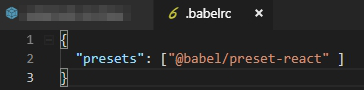 .babelrc
1 {
2 "presets": ["@babel/preset-react" ]
3 }